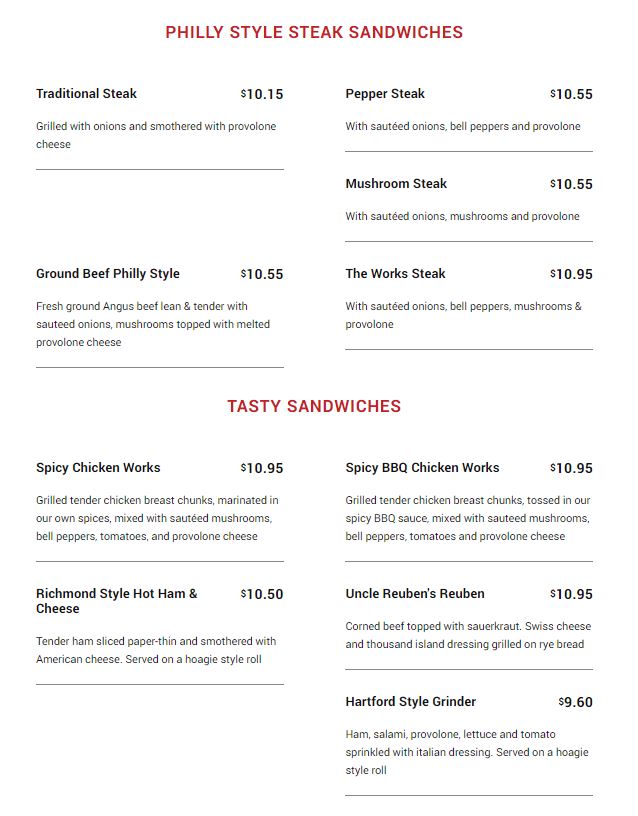 PHILLY STYLE STEAK SANDWICHES
Traditional Steak $10.15
Grilled with onions and smothered with provolone
cheese
Pepper Steak $10.55
With sautéed onions, bell peppers and provolone
Mushroom Steak $10.55
With sautéed onions, mushrooms and provolone
Ground Beef Philly Style $10.55
Fresh ground Angus beef lean & tender with
sauteed onions, mushrooms topped with melted
provolone cheese
The Works Steak $10.95
With sautéed onions, bell peppers, mushrooms &
provolone
TASTY SANDWICHES
Spicy Chicken Works $10.95
Grilled tender chicken breast chunks, marinated in
our own spices, mixed with sautéed mushrooms,
bell peppers, tomatoes, and provolone cheese
Spicy BBQ Chicken Works $10.95
Grilled tender chicken breast chunks, tossed in our
spicy BBQ sauce, mixed with sauteed mushrooms,
bell peppers, tomatoes and provolone cheese
Richmond Style Hot Ham & $10.50
Cheese
Tender ham sliced paper-thin and smothered with
American cheese. Served on a hoagie style roll
Uncle Reuben's Reuben $10.95
Corned beef topped with sauerkraut. Swiss cheese
and thousand island dressing grilled on rye bread
Hartford Style Grinder $9.60
Ham, salami, provolone, lettuce and tomato
sprinkled with italian dressing. Served on a hoagie
style roll